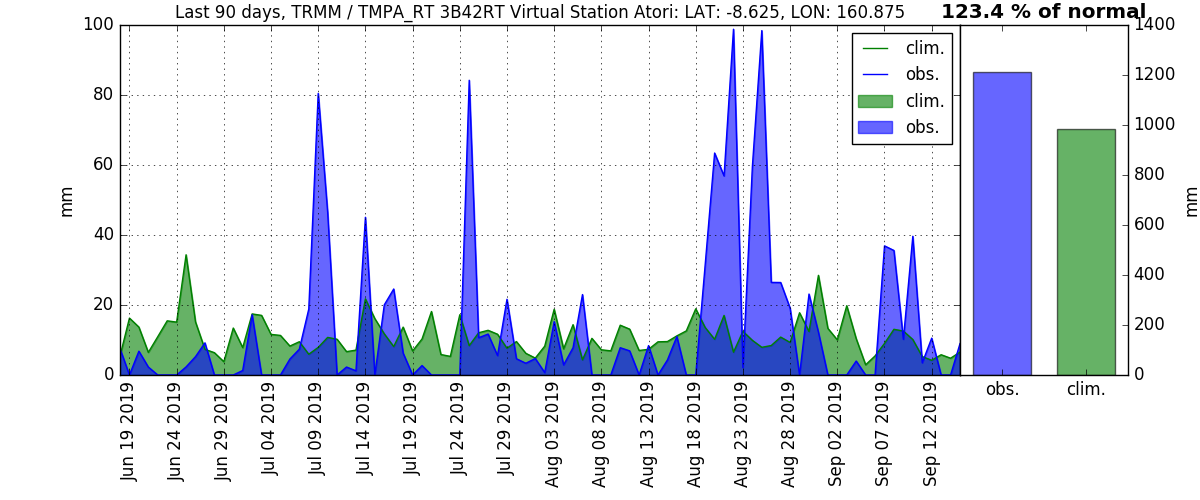 Last 90 days, TRMM / TMPA_RT 3B42RT Virtual Station Atori: LAT: -8.625, LON: 160.875
123.4 % of normal
100
80
60
40
20
0
mm
clim.
obs.
clim.
obs.
1400
1200
1000
800
600
400
200
0
mm
obs.
clim.
Jun 19 2019
Jun 24 2019
Jun 29 2019
Jul 04 2019
Jul 09 2019
Jul 14 2019
Jul 19 2019
Jul 24 2019
Jul 29 2019
Aug 03 2019
Aug 08 2019
Aug 13 2019
Aug 18 2019
Aug 23 2019
Aug 28 2019
Sep 02 2019
Sep 07 2019
Sep 12 2019